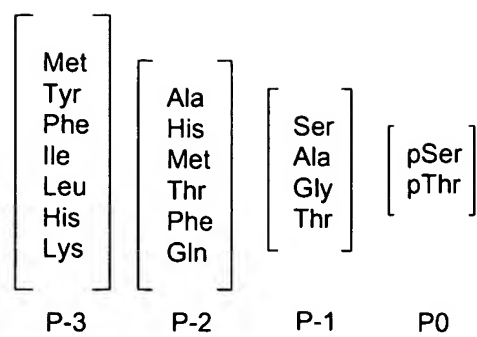 Met
Tyr
Phe
Ile
Leu
His
Lys
Ala
His
Met
Thr
Phe
Gln
Ser
Ala
Gly
Thr
pSer
pThr
P-3 P-2 P-1 P0